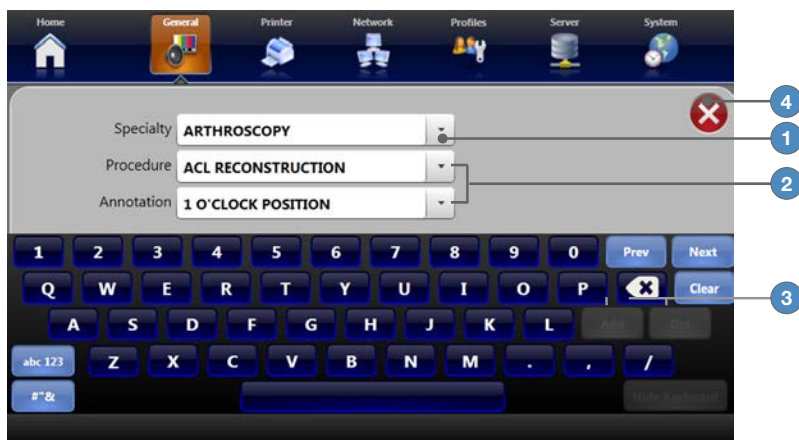 Home General Printer Network Profiles Server System
4
Specialty ARTHROSCOPY
1
Procedure ACL RECONSTRUCTION
2
Annotation 1 O'CLOCK POSITION
1 2 3 4 5 6 7 8 9 0 Prev Next
Q W E R T Y U I O P X Clear
3
A S D F G H J K L Add Del
abc 123 Z X C V B N M . , /
#"& Hide Keyboard